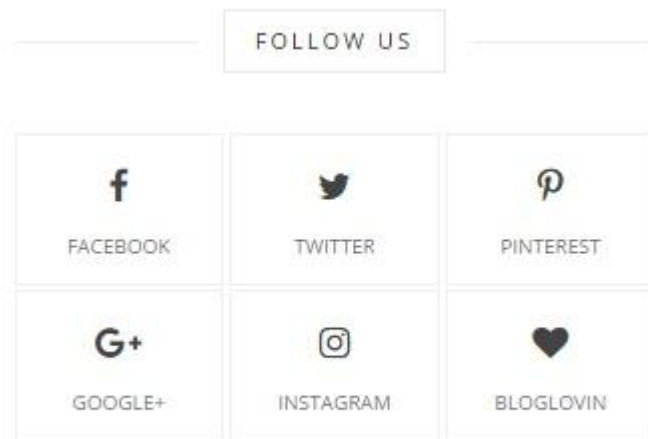 FOLLOW US
FACEBOOK TWITTER PINTEREST
GOOGLE+ INSTAGRAM BLOGLOVIN